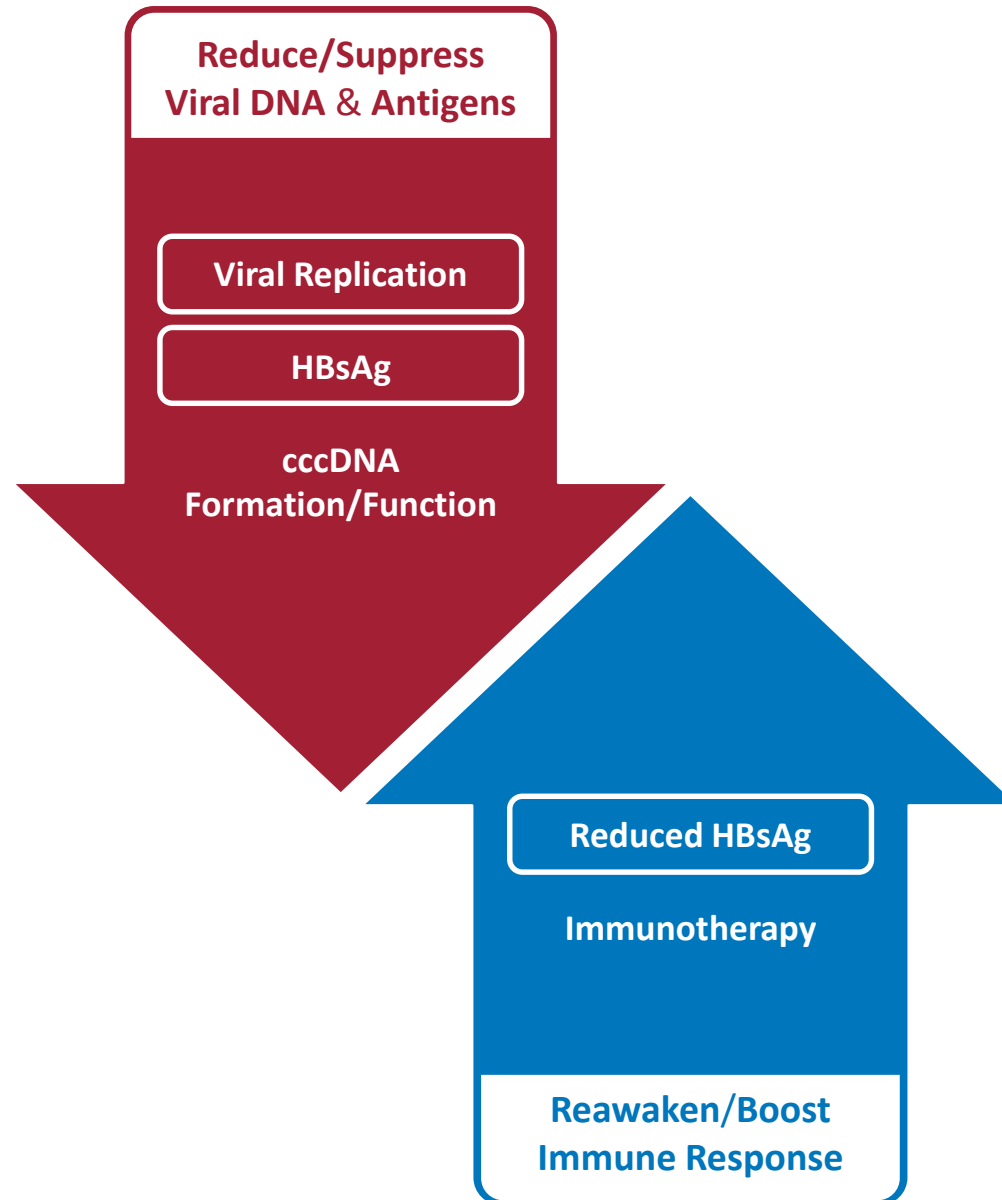 Reduce/Suppress
Viral DNA & Antigens
Viral Replication
HBsAg
cccDNA
Formation/Function
Reduced HBsAg
Immunotherapy
Reawaken/Boost
Immune Response